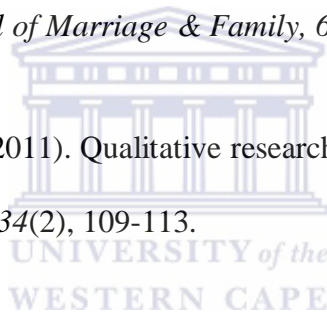 l of Marriage & Family, 6
2011). Qualitative research
34(2), 109-113.
UNIVERSITY of the
WESTERN CAPE